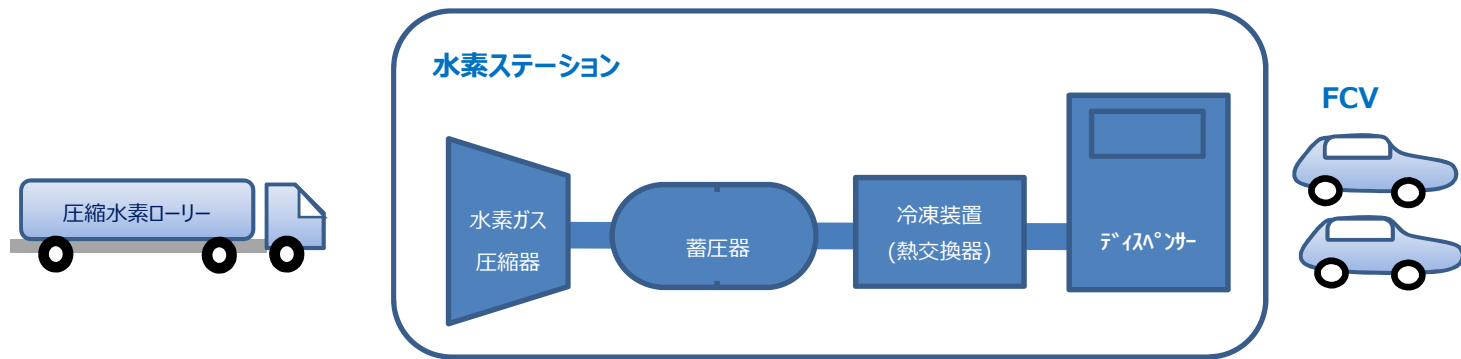 水素ステーション
FCV
圧縮水素ローリー
水素ガス
圧縮器
蓄圧器
冷凍装置
(熱交換器)
ディスペンサー